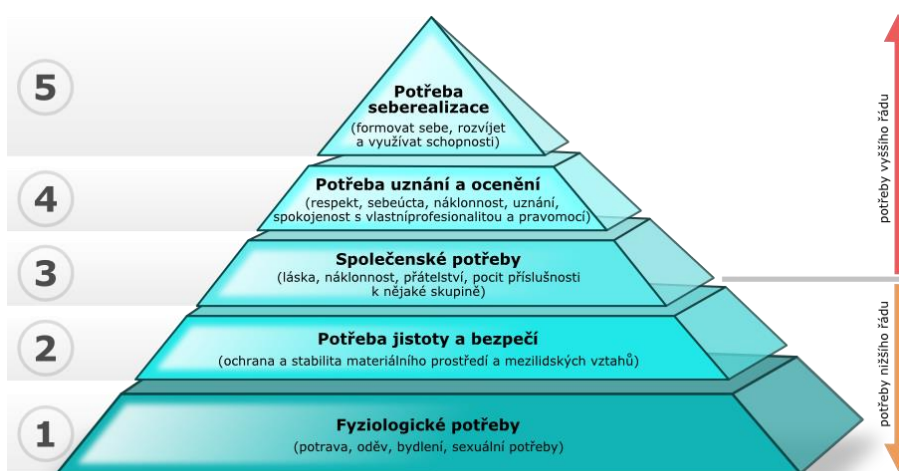 5
Potřeba
seberealizace
(formovat sebe, rozvíjet
a využívat schopnosti)
4
Potřeba uznání a ocenění
(respekt, sebeúcta, náklonnost, uznání,
spokojenost s vlastníprofesionalitou a pravomocí)
3
Společenské potřeby
(láska, náklonnost, přátelství, pocit příslušnosti
k nějaké skupině)
2
Potřeba jistoty a bezpečí
(ochrana a stabilita materiálního prostředí a mezilidských vztahů)
1
Fyziologické potřeby
(potrava, oděv, bydlení, sexuální potřeby)
potřeby vyššího řádu
potřeby nižšího řádu